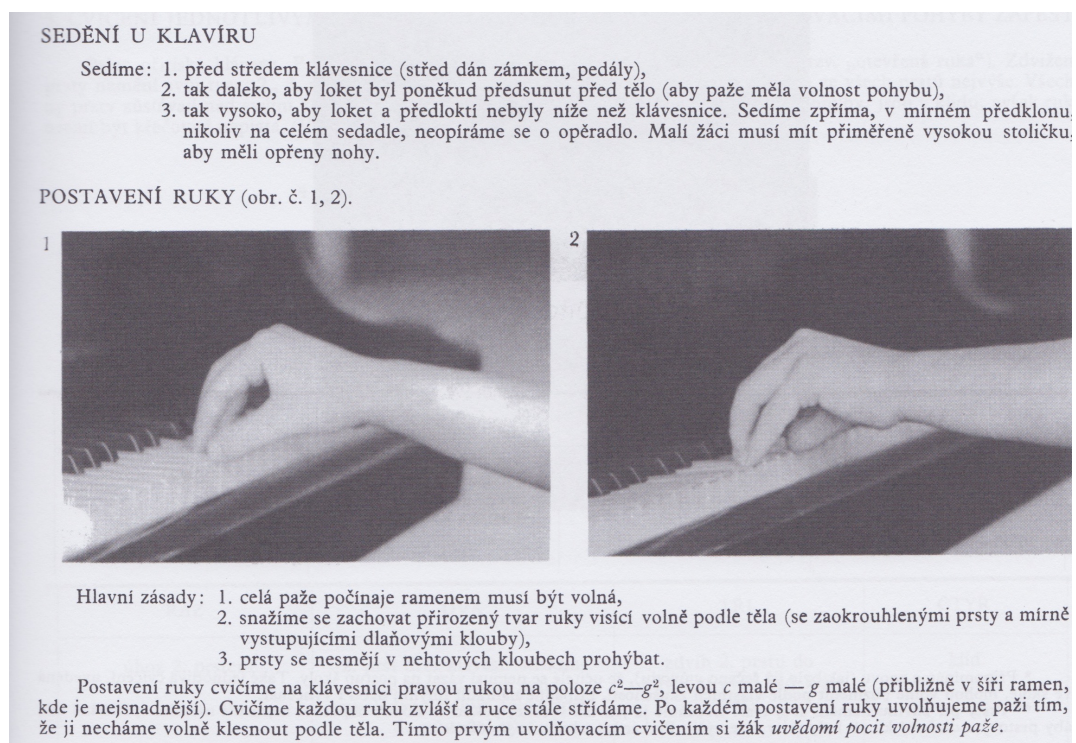 SEDĚNÍ U KLAVÍRU
Sedíme: 1. před středem klávesnice (střed dán zámkem, pedály),
2. tak daleko, aby loket byl poněkud předsunut před tělo (aby paže měla volnost pohybu),
3. tak vysoko, aby loket a předloktí nebyly níže než klávesnice. Sedíme zpříma, v mírném předklonu,
nikoliv na celém sedadle, neopíráme se o opěradlo. Malí žáci musí mít přiměřeně vysokou stoličku,
aby měli opřeny nohy.
POSTAVENÍ RUKY (obr. č. 1, 2).
1
2
Hlavní zásady: 1. celá paže počínaje ramenem musí být volná,
2. snažíme se zachovat přirozený tvar ruky visící volně podle těla (se zaokrouhlenými prsty a mírně
vystupujícími dlaňovými klouby),
3. prsty se nesmějí v nehtových kloubech prohýbat.
Postavení ruky cvičíme na klávesnici pravou rukou na poloze c²—g², levou c malé — g malé (přibližně v šíři ramen,
kde je nejsnadnější). Cvičíme každou ruku zvlášť a ruce stále střídáme. Po každém postavení ruky uvolňujeme paži tím,
že ji necháme volně klesnout podle těla. Tímto prvým uvolňovacím cvičením si žák uvědomí pocit volnosti paže.